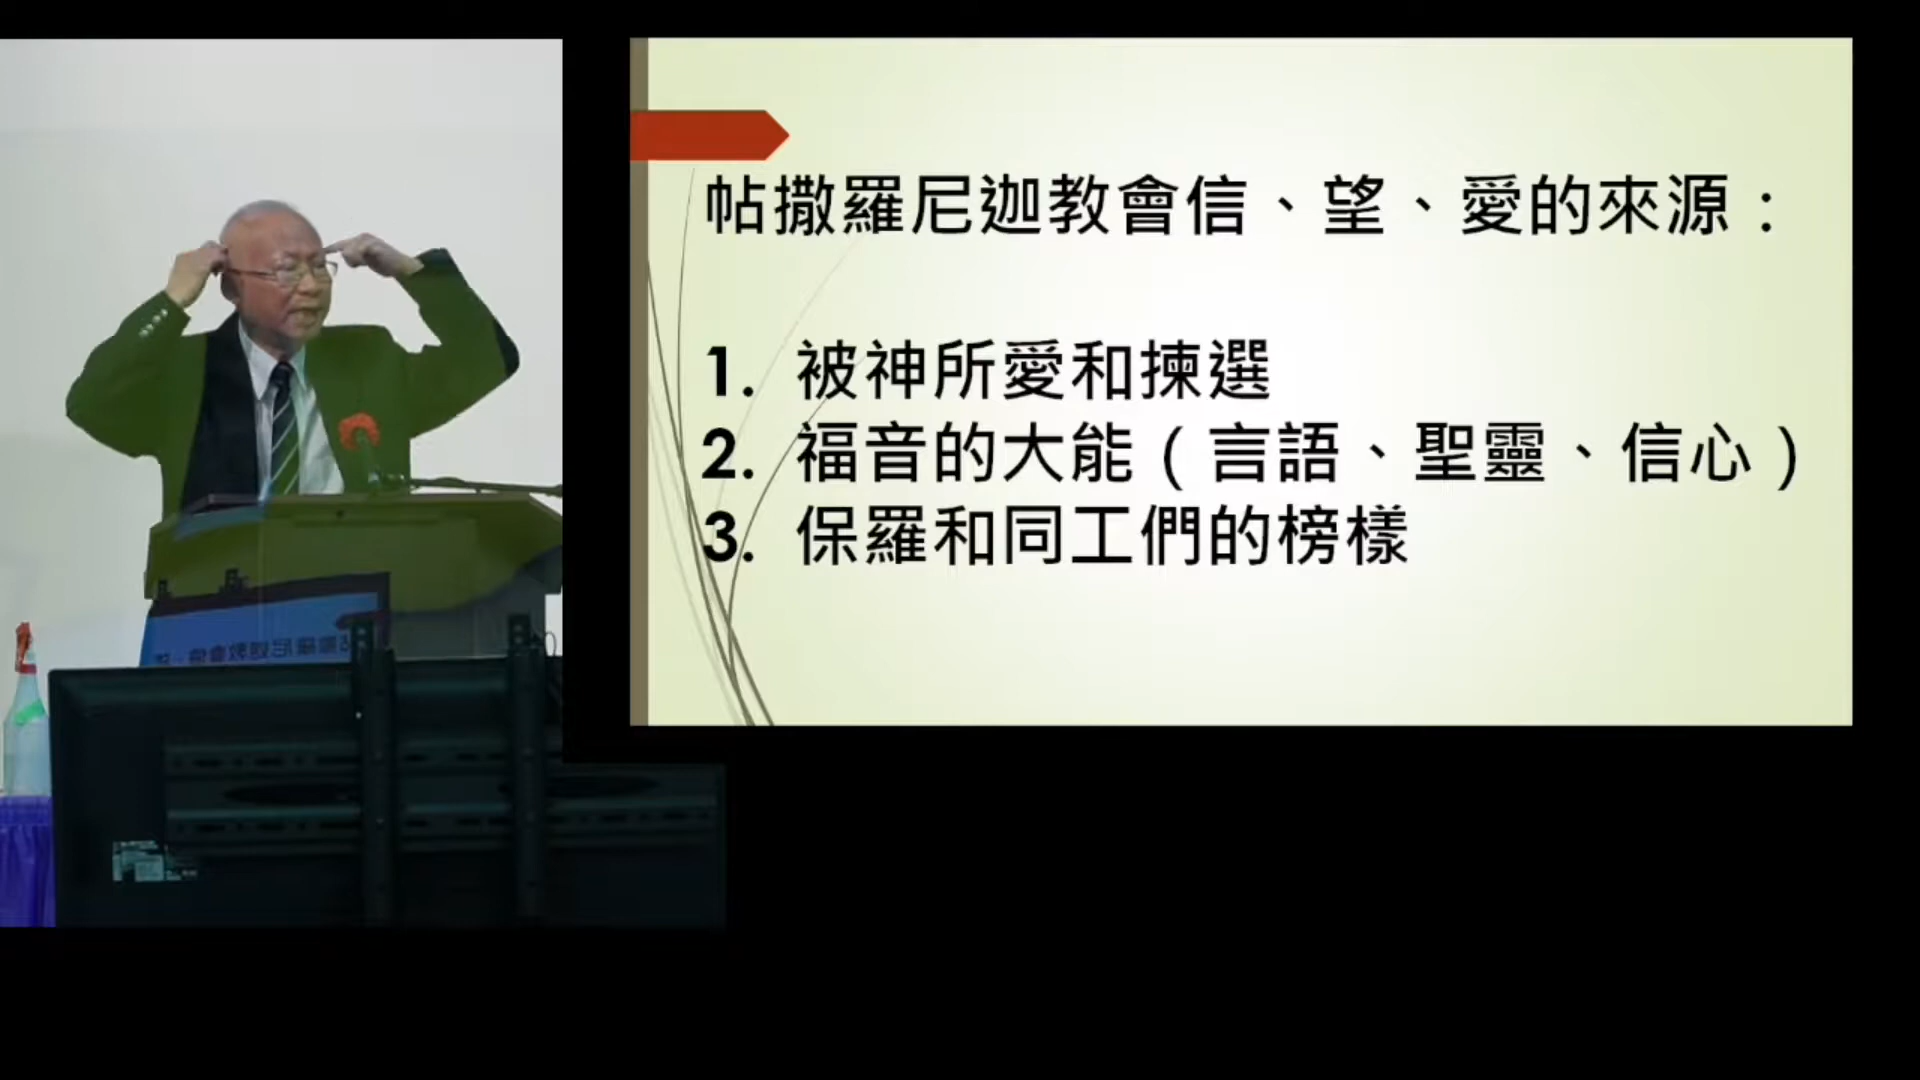 帖撒羅尼迦教會信、望、愛的來源：
1. 被神所愛和揀選
2. 福音的大能（言語、聖靈、信心）
3. 保羅和同工們的榜樣